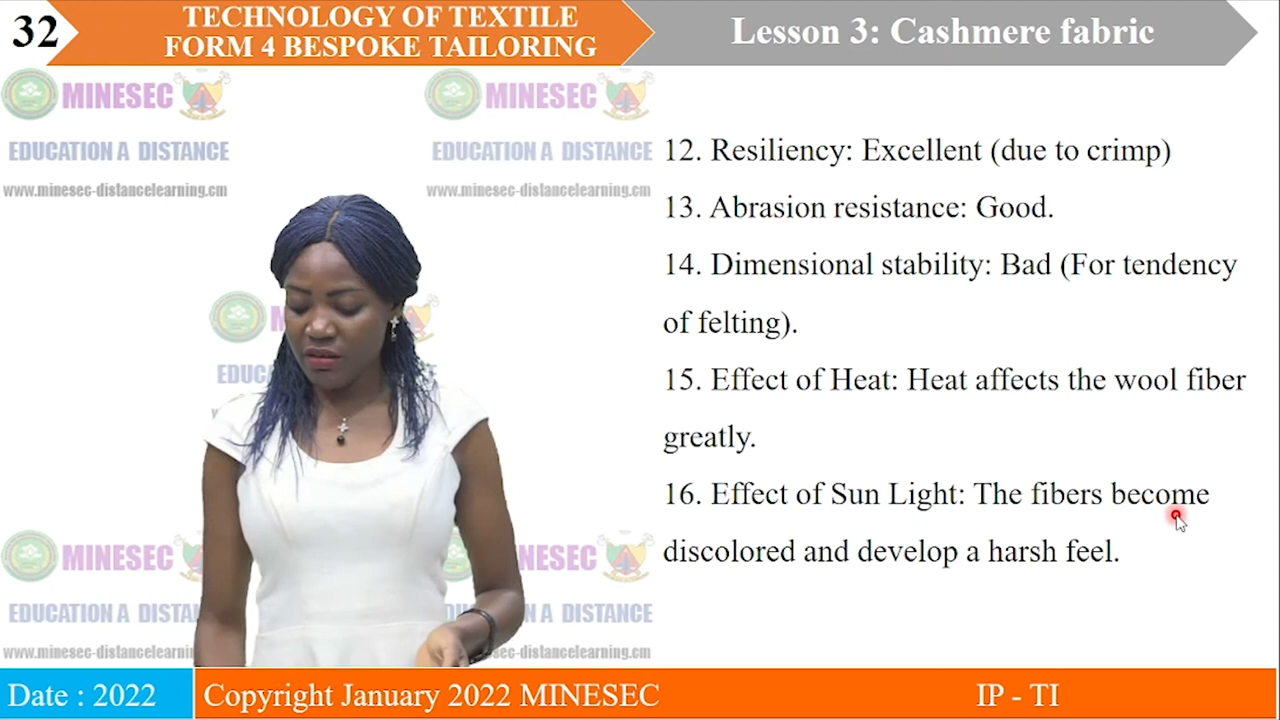 32
TECHNOLOGY OF TEXTILE
FORM 4 BESPOKE TAILORING
Lesson 3: Cashmere fabric
MINESEC
EDUCATION A DISTANCE
www.minesec-distancelearning.cm
MINESEC
EDUCATION A DISTANCE
www.minesec-distancelearning.cm
12. Resiliency: Excellent (due to crimp)
13. Abrasion resistance: Good.
14. Dimensional stability: Bad (For tendency
of felting).
15. Effect of Heat: Heat affects the wool fiber
greatly.
16. Effect of Sun Light: The fibers become
discolored and develop a harsh feel.
MINESEC
EDUCATION A DISTA
www.minesec-distancelearnin
NESEC
N A DISTANCE
sec-distancelearning.cm
Date : 2022
Copyright January 2022 MINESEC
IP - TI